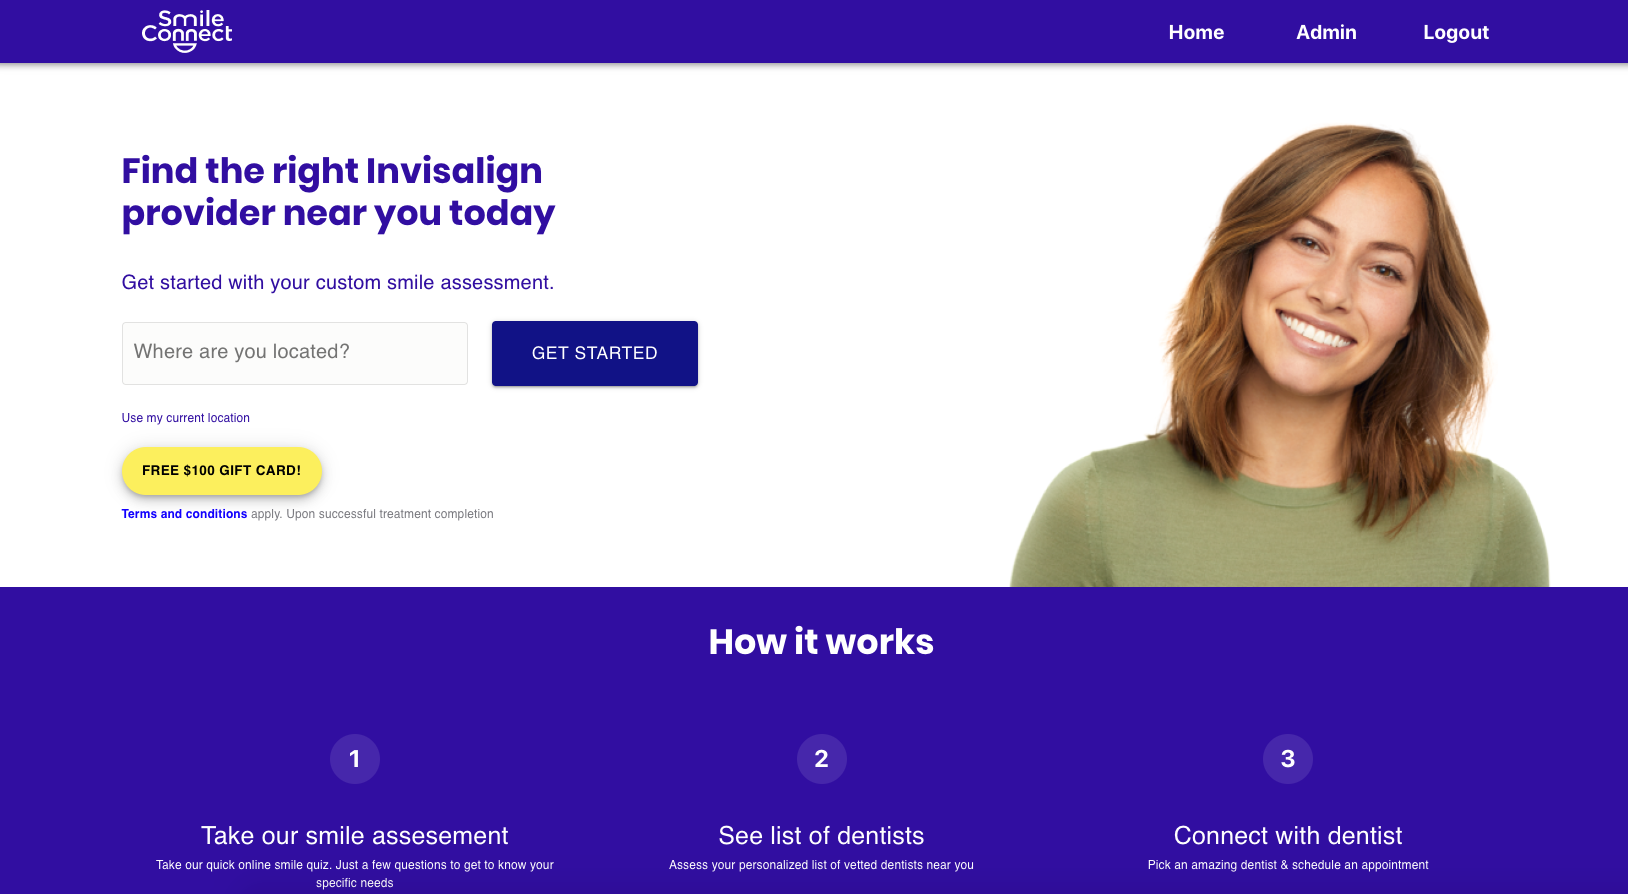 Smile
Connect
Home
Admin
Logout
Find the right Invisalign
provider near you today
Get started with your custom smile assessment.
Where are you located?
GET STARTED
Use my current location
FREE $100 GIFT CARD!
Terms and conditions apply. Upon successful treatment completion
How it works
1
2
3
Take our smile assesement
See list of dentists
Connect with dentist
Take our quick online smile quiz. Just a few questions to get to know your
specific needs
Assess your personalized list of vetted dentists near you
Pick an amazing dentist & schedule an appointment